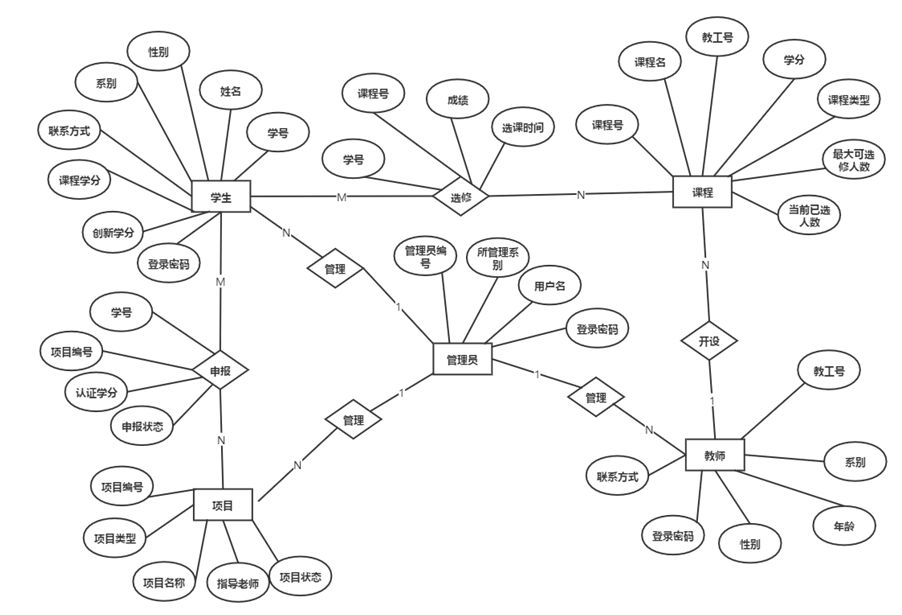 教工号
性别
课程名
学分
系别
姓名
课程号
成绩
课程类型
联系方式
学号
选课时间
课程号
学号
最大可选
修人数
课程学分
学生
M
选修
N
课程
当前已选
人数
创新学分
登录密码
N
管理
管理员编
号
所管理系
别
N
M
用户名
学号
1
登录密码
开设
项目编号
申报
管理员
教工号
认证学分
1
管理
1
管理
1
申报状态
N
N
教师
系别
项目编号
N
联系方式
项目
项目类型
登录密码
性别
年龄
项目名称
指导老师
项目状态